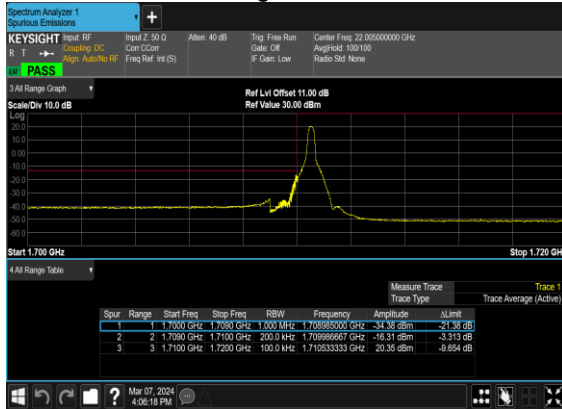 Spectrum Analyzer 1
Spurious Emissions
KEYSIGHT
R T
LXI PASS
Input: RF
Coupling: DC
Align: Auto/No RF
Input Z: 50 Ω
Corr CCorr
Freq Ref: Int (S)
Atten: 40 dB
Trig: Free Run
Gate: Off
IF Gain: Low
Center Freq: 22.005000000 GHz
Avg|Hold: 100/100
Radio Std: None
3 All Range Graph
Scale/Div 10.0 dB
Ref Lvl Offset 11.00 dB
Ref Value 30.00 dBm
Log
20.0
10.0
0.00
-10.0
-20.0
-30.0
-40.0
-50.0
-60.0
Start 1.700 GHz
Stop 1.720 GH
4 All Range Table
Measure Trace Trace 1
Trace Type Trace Average (Active)
Spur Range Start Freq Stop Freq RBW Frequency Amplitude ΔLimit
1 1 1.7000 GHz 1.7090 GHz 1.000 MHz 1.708985000 GHz -34.38 dBm -21.38 dB
2 2 1.7090 GHz 1.7100 GHz 200.0 kHz 1.709986667 GHz -16.31 dBm -3.313 dB
3 3 1.7100 GHz 1.7200 GHz 100.0 kHz 1.710533333 GHz 20.35 dBm -9.654 dB
Mar 07, 2024
4:06:18 PM